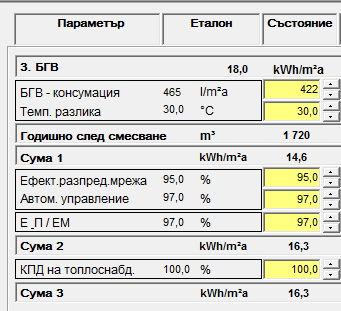 Параметър Еталон Състояние
3. БГВ 18,0 kWh/m²a
БГВ - консумация 465 l/m²a 422
Темп. разлика 30,0 °C 30,0
Годишно след смесване m³ 1 720
Сума 1 kWh/m²a 14,6
Ефект.разпред.мрежа 95,0 % 95,0
Автом. управление 97,0 % 97,0
Е_П / ЕМ 97,0 % 97,0
Сума 2 kWh/m²a 16,3
КПД на топлоснабд. 100,0 % 100,0
Сума 3 kWh/m²a 16,3